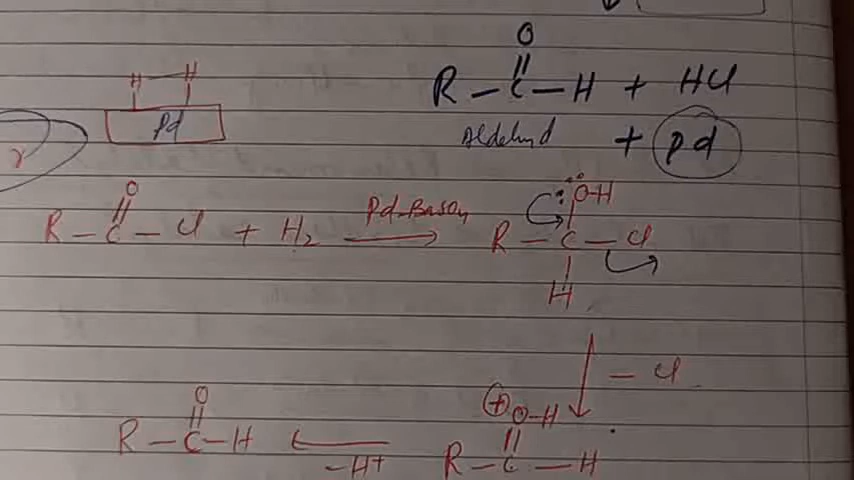 O
R - C - H + HCl
H - H
Pd
Aldehyd + Pd
R - C - Cl + H2 Pd-BaSO4 R - C - Cl
O
:O-H
H
- Cl
O
+ O-H
R - C - H - H+ R - C - H